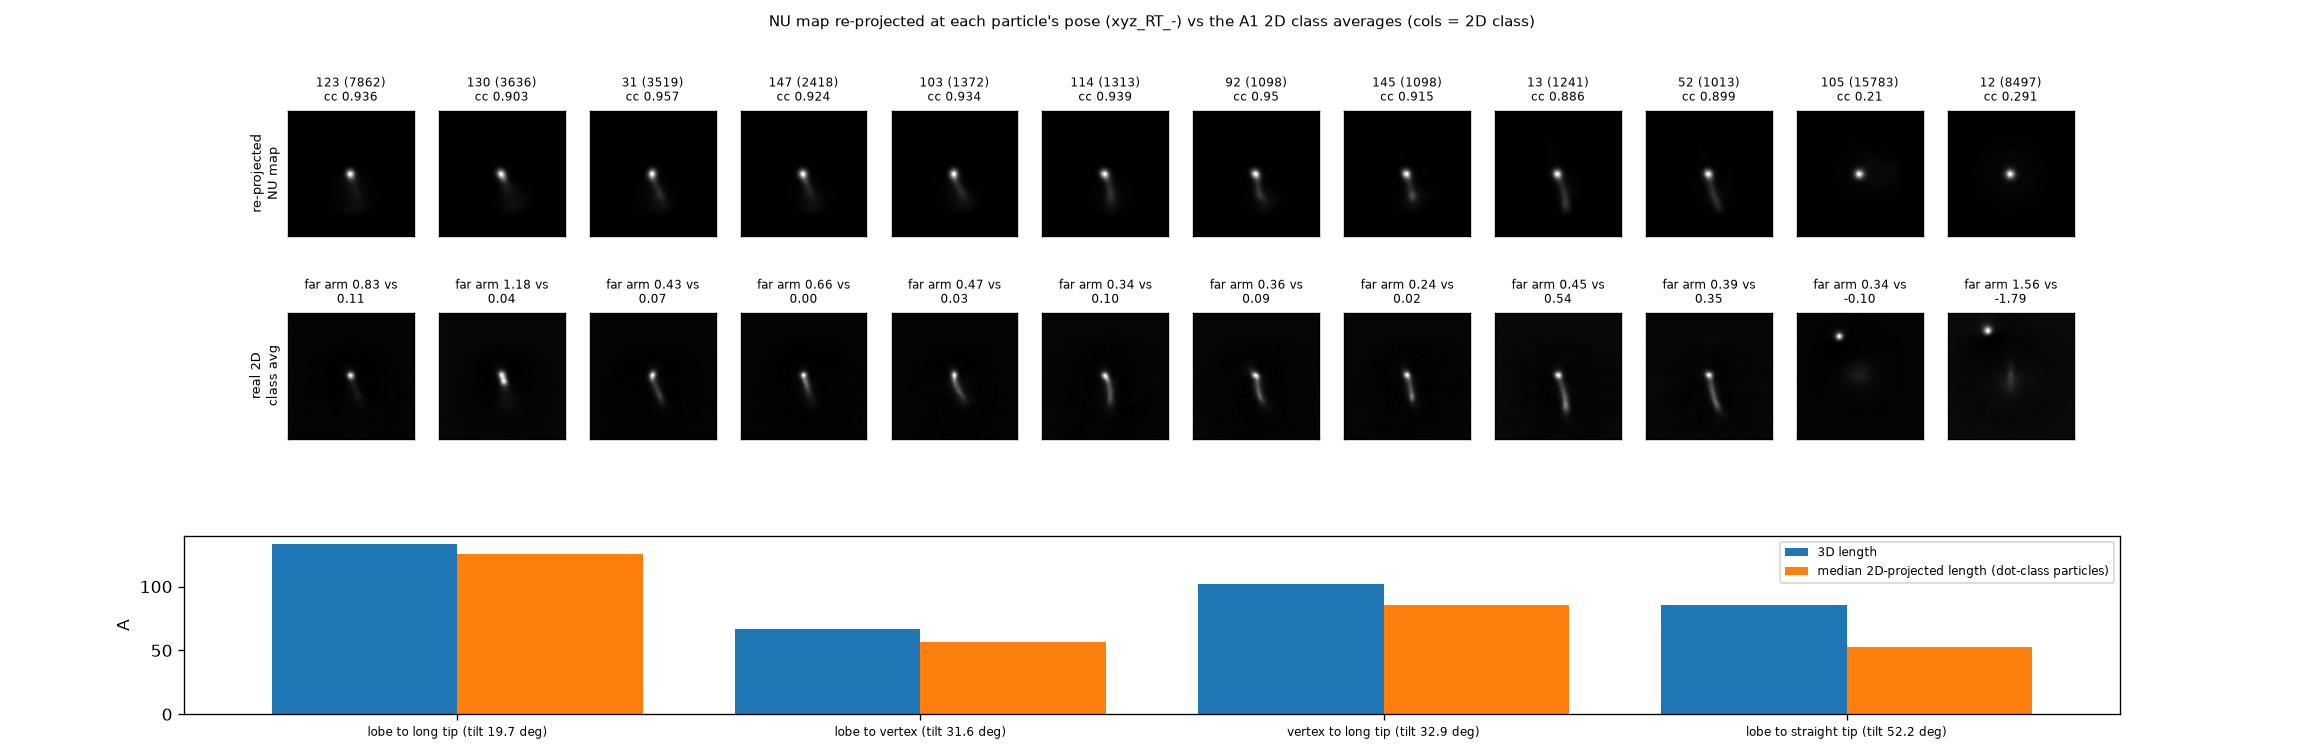 NU map re-projected at each particle's pose (xyz_RT_-) vs the A1 2D class averages (cols = 2D class)
123 (7862)
cc 0.936
130 (3636)
cc 0.903
31 (3519)
cc 0.957
147 (2418)
cc 0.924
103 (1372)
cc 0.934
114 (1313)
cc 0.939
92 (1098)
cc 0.95
145 (1098)
cc 0.915
13 (1241)
cc 0.886
52 (1013)
cc 0.899
105 (15783)
cc 0.21
12 (8497)
cc 0.291
re-projected
NU map
far arm 0.83 vs
0.11
far arm 1.18 vs
0.04
far arm 0.43 vs
0.07
far arm 0.66 vs
0.00
far arm 0.47 vs
0.03
far arm 0.34 vs
0.10
far arm 0.36 vs
0.09
far arm 0.24 vs
0.02
far arm 0.45 vs
0.54
far arm 0.39 vs
0.35
far arm 0.34 vs
-0.10
far arm 1.56 vs
-1.79
real 2D
class avg
3D length
median 2D-projected length (dot-class particles)
A
100
50
0
lobe to long tip (tilt 19.7 deg)
lobe to vertex (tilt 31.6 deg)
vertex to long tip (tilt 32.9 deg)
lobe to straight tip (tilt 52.2 deg)